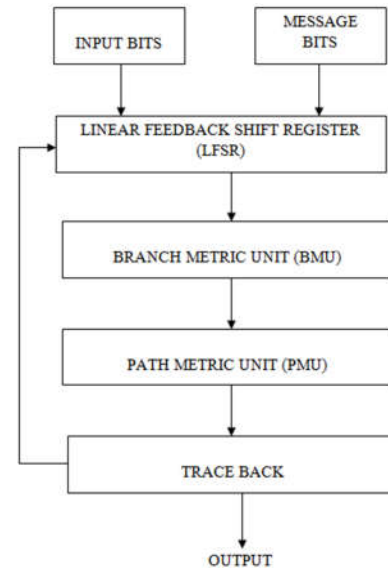 INPUT BITS
MESSAGE
BITS
LINEAR FEEDBACK SHIFT REGISTER
(LFSR)
BRANCH METRIC UNIT (BMU)
PATH METRIC UNIT (PMU)
TRACE BACK
OUTPUT